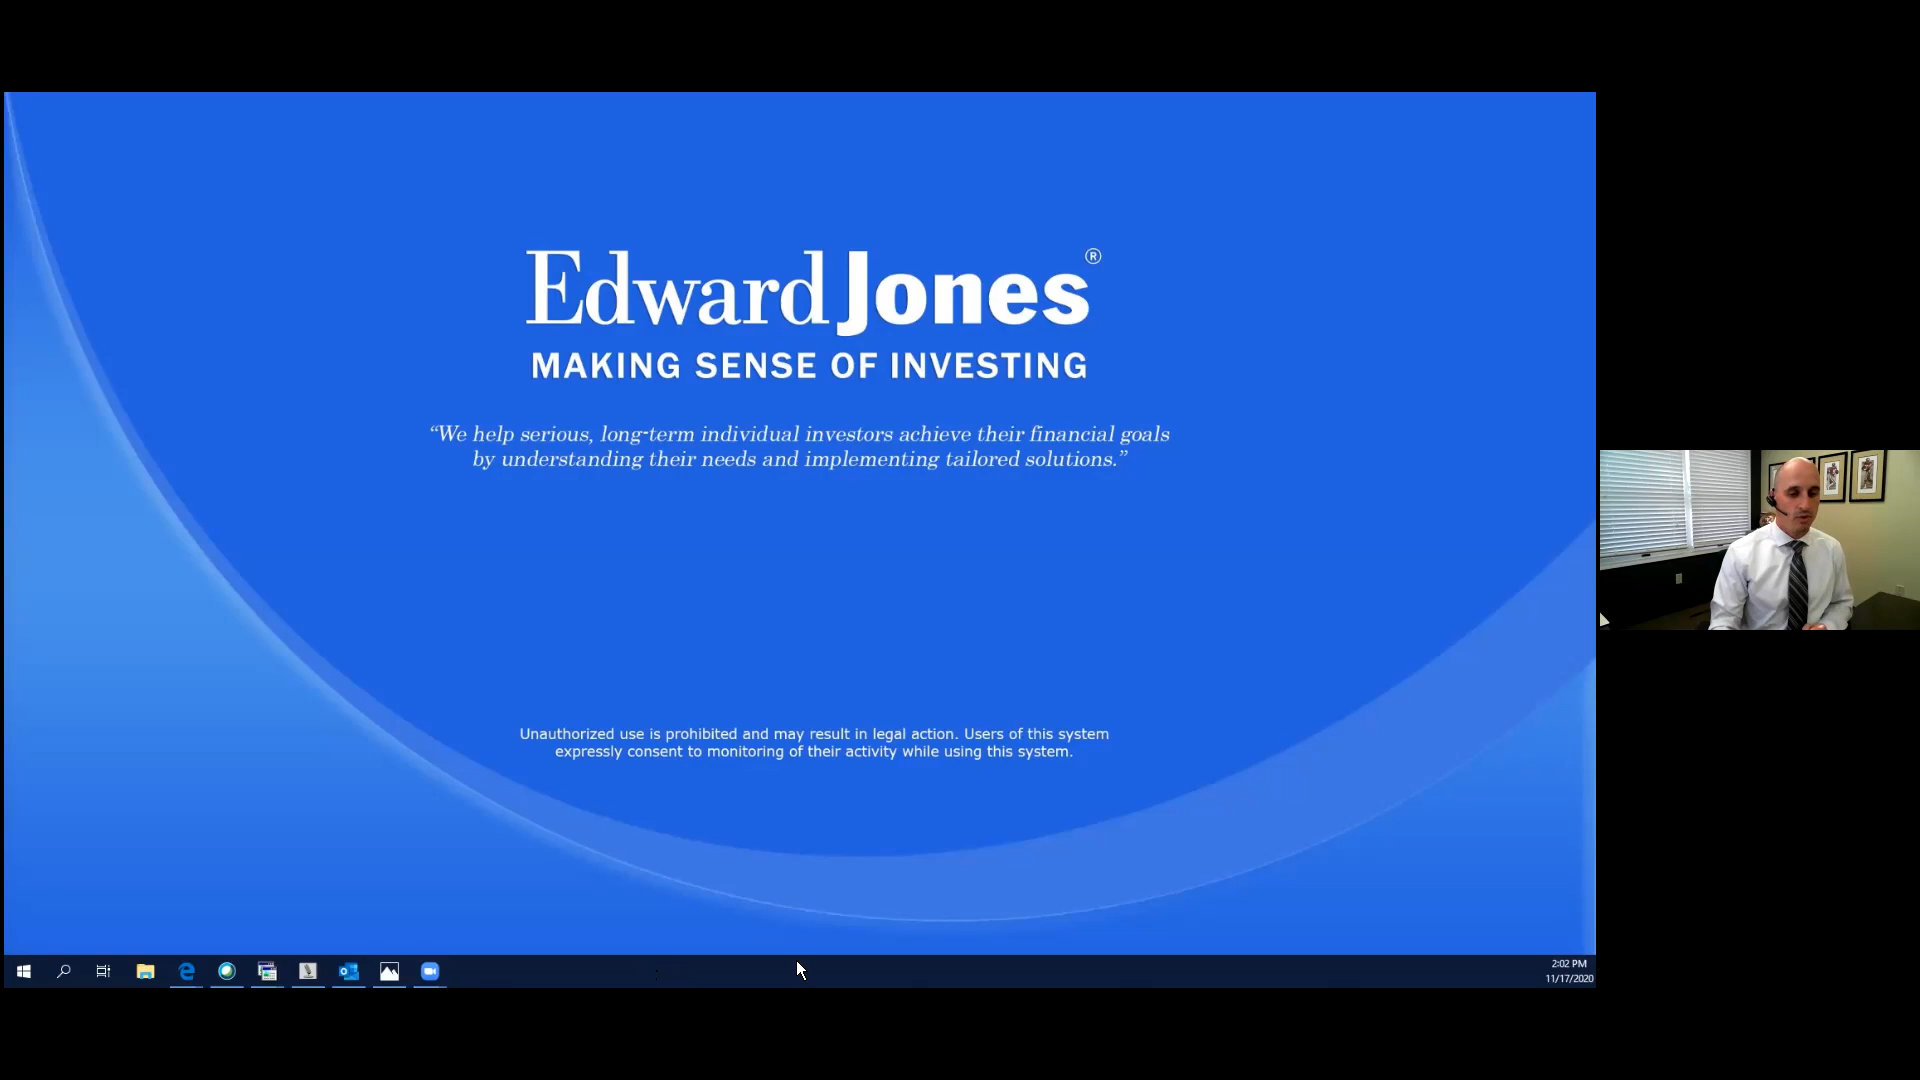 Edward Jones®
MAKING SENSE OF INVESTING
“We help serious, long-term individual investors achieve their financial goals
by understanding their needs and implementing tailored solutions.”
Unauthorized use is prohibited and may result in legal action. Users of this system
expressly consent to monitoring of their activity while using this system.
2:02 PM
11/17/2020